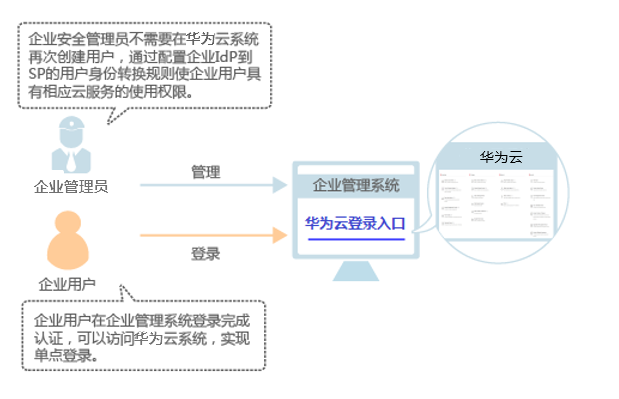 企业安全管理员不需要在华为云系统
再次创建用户，通过配置企业IdP到
SP的用户身份转换规则使企业用户具
有相应云服务的使用权限。
企业管理员
管理
企业管理系统
华为云登录入口
华为云
登录
企业用户
企业用户在企业管理系统登录完成
认证，可以访问华为云系统，实现
单点登录。